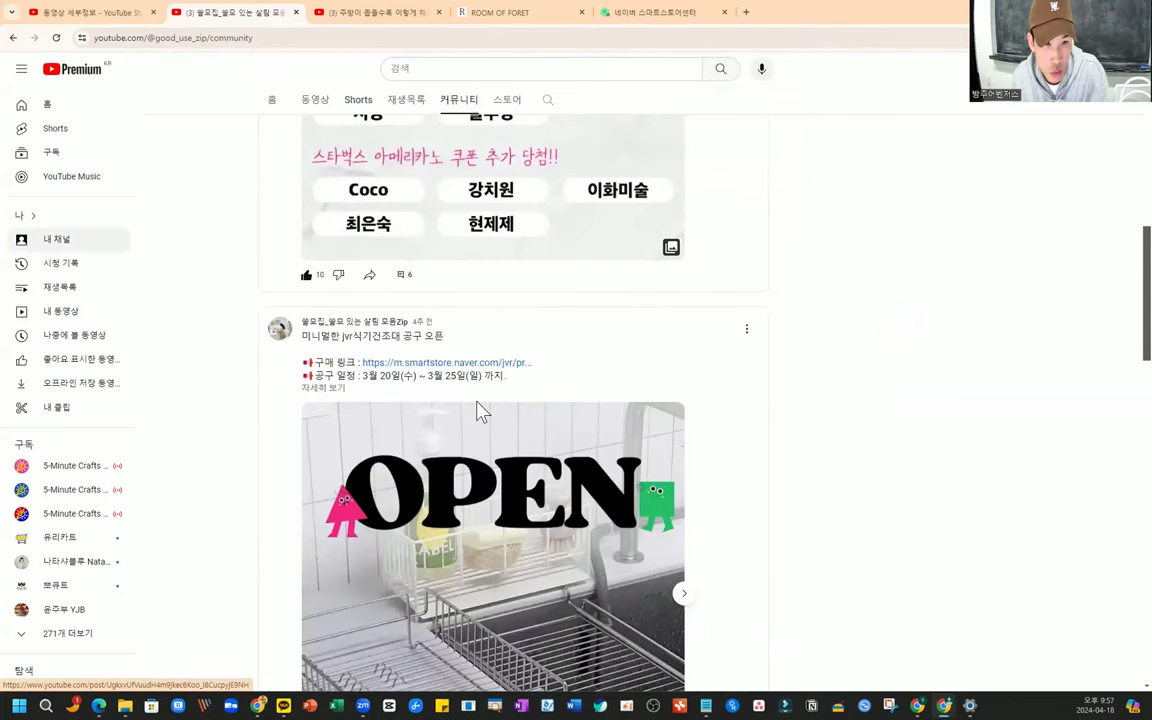 동영상 세부정보 - YouTube St
(3) 쓸모집_쓸모 있는 살림 모음
(3) 주방이 좁을수록 이렇게 하
ROOM OF FORET
네이버 스마트스토어센터
youtube.com/@good_use_zip/community
Premium KR
검색
방주어벤저스
홈
동영상
Shorts
재생목록
커뮤니티
스토어
홈
Shorts
구독
YouTube Music
나
내 채널
시청 기록
재생목록
내 동영상
나중에 볼 동영상
좋아요 표시한 동영...
오프라인 저장 동영...
내 클립
구독
5-Minute Crafts ...
5-Minute Crafts ...
5-Minute Crafts ...
유리카트
나타샤블루 Nata...
뽀큐트
윤주부 YJB
271개 더보기
탐색
스타벅스 아메리카노 쿠폰 추가 당첨!!
Coco 강치원 이화미술
최은숙 현제제
10
6
쓸모집_쓸모 있는 살림 모음Zip 4주 전
미니멀한 jvr식기건조대 공구 오픈
구매 링크 : https://m.smartstore.naver.com/jvr/pr...
공구 일정 : 3월 20일(수) ~ 3월 25일(일) 까지..
자세히 보기
OPEN
LABEL
오후 9:57
2024-04-18